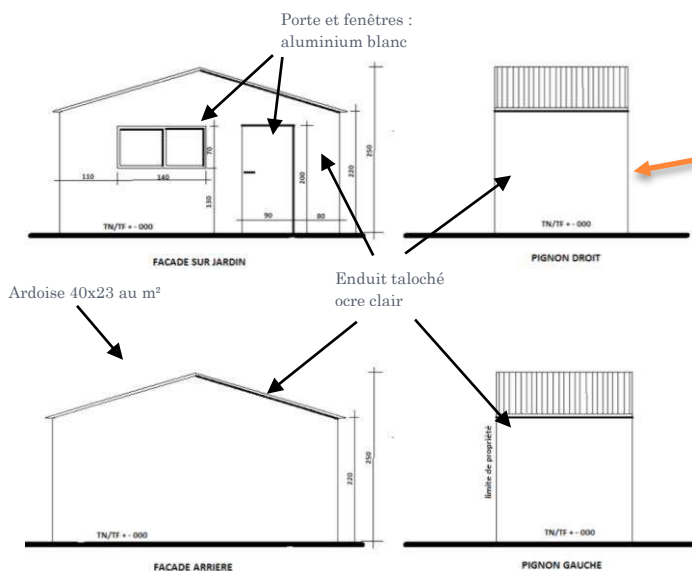 Porte et fenêtres :
aluminium blanc
70
110
140
130
200
90
80
220
250
TN/TF + - 000
TN/TF + - 000
FACADE SUR JARDIN
PIGNON DROIT
Ardoise 40x23 au m²
Enduit taloché
ocre clair
limite de propriété
220
250
TN/TF + - 000
TN/TF + - 000
FACADE ARRIERE
PIGNON GAUCHE